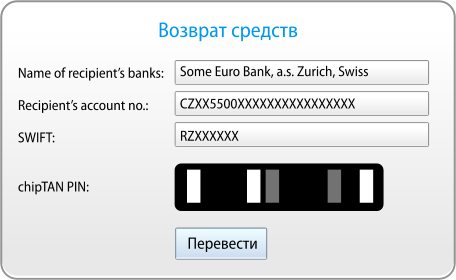 Возврат средств
Name of recipient's banks: Some Euro Bank, a.s. Zurich, Swiss
Recipient's account no.: CZXX5500XXXXXXXXXXXXXXXX
SWIFT: RZXXXXXX
chipTAN PIN:
Перевести